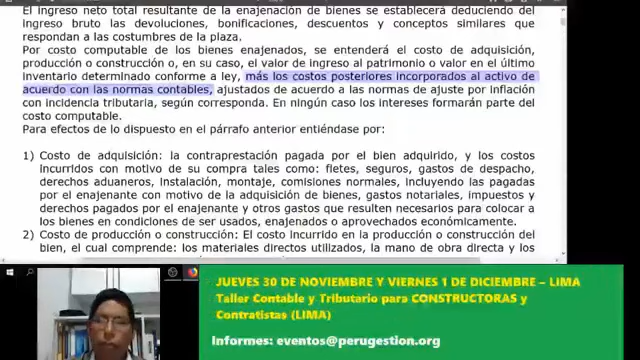 El ingreso neto total resultante de la enajenación de bienes se establecerá deduciendo del
ingreso bruto las devoluciones, bonificaciones, descuentos y conceptos similares que
respondan a las costumbres de la plaza.
Por costo computable de los bienes enajenados, se entenderá el costo de adquisición,
producción o construcción o, en su caso, el valor de ingreso al patrimonio o valor en el último
inventario determinado conforme a ley, más los costos posteriores incorporados al activo de
acuerdo con las normas contables, ajustados de acuerdo a las normas de ajuste por inflación
con incidencia tributaria, según corresponda. En ningún caso los intereses formarán parte del
costo computable.
Para efectos de lo dispuesto en el párrafo anterior entiéndase por:
1) Costo de adquisición: la contraprestación pagada por el bien adquirido, y los costos
incurridos con motivo de su compra tales como: fletes, seguros, gastos de despacho,
derechos aduaneros, instalación, montaje, comisiones normales, incluyendo las pagadas
por el enajenante con motivo de la adquisición de bienes, gastos notariales, impuestos y
derechos pagados por el enajenante y otros gastos que resulten necesarios para colocar a
los bienes en condiciones de ser usados, enajenados o aprovechados económicamente.
2) Costo de producción o construcción: El costo incurrido en la producción o construcción del
bien, el cual comprende: los materiales directos utilizados, la mano de obra directa y los
JUEVES 30 DE NOVIEMBRE Y VIERNES 1 DE DICIEMBRE – LIMA
Taller Contable y Tributario para CONSTRUCTORAS y
Contratistas (LIMA)
Informes: eventos@perugestion.org